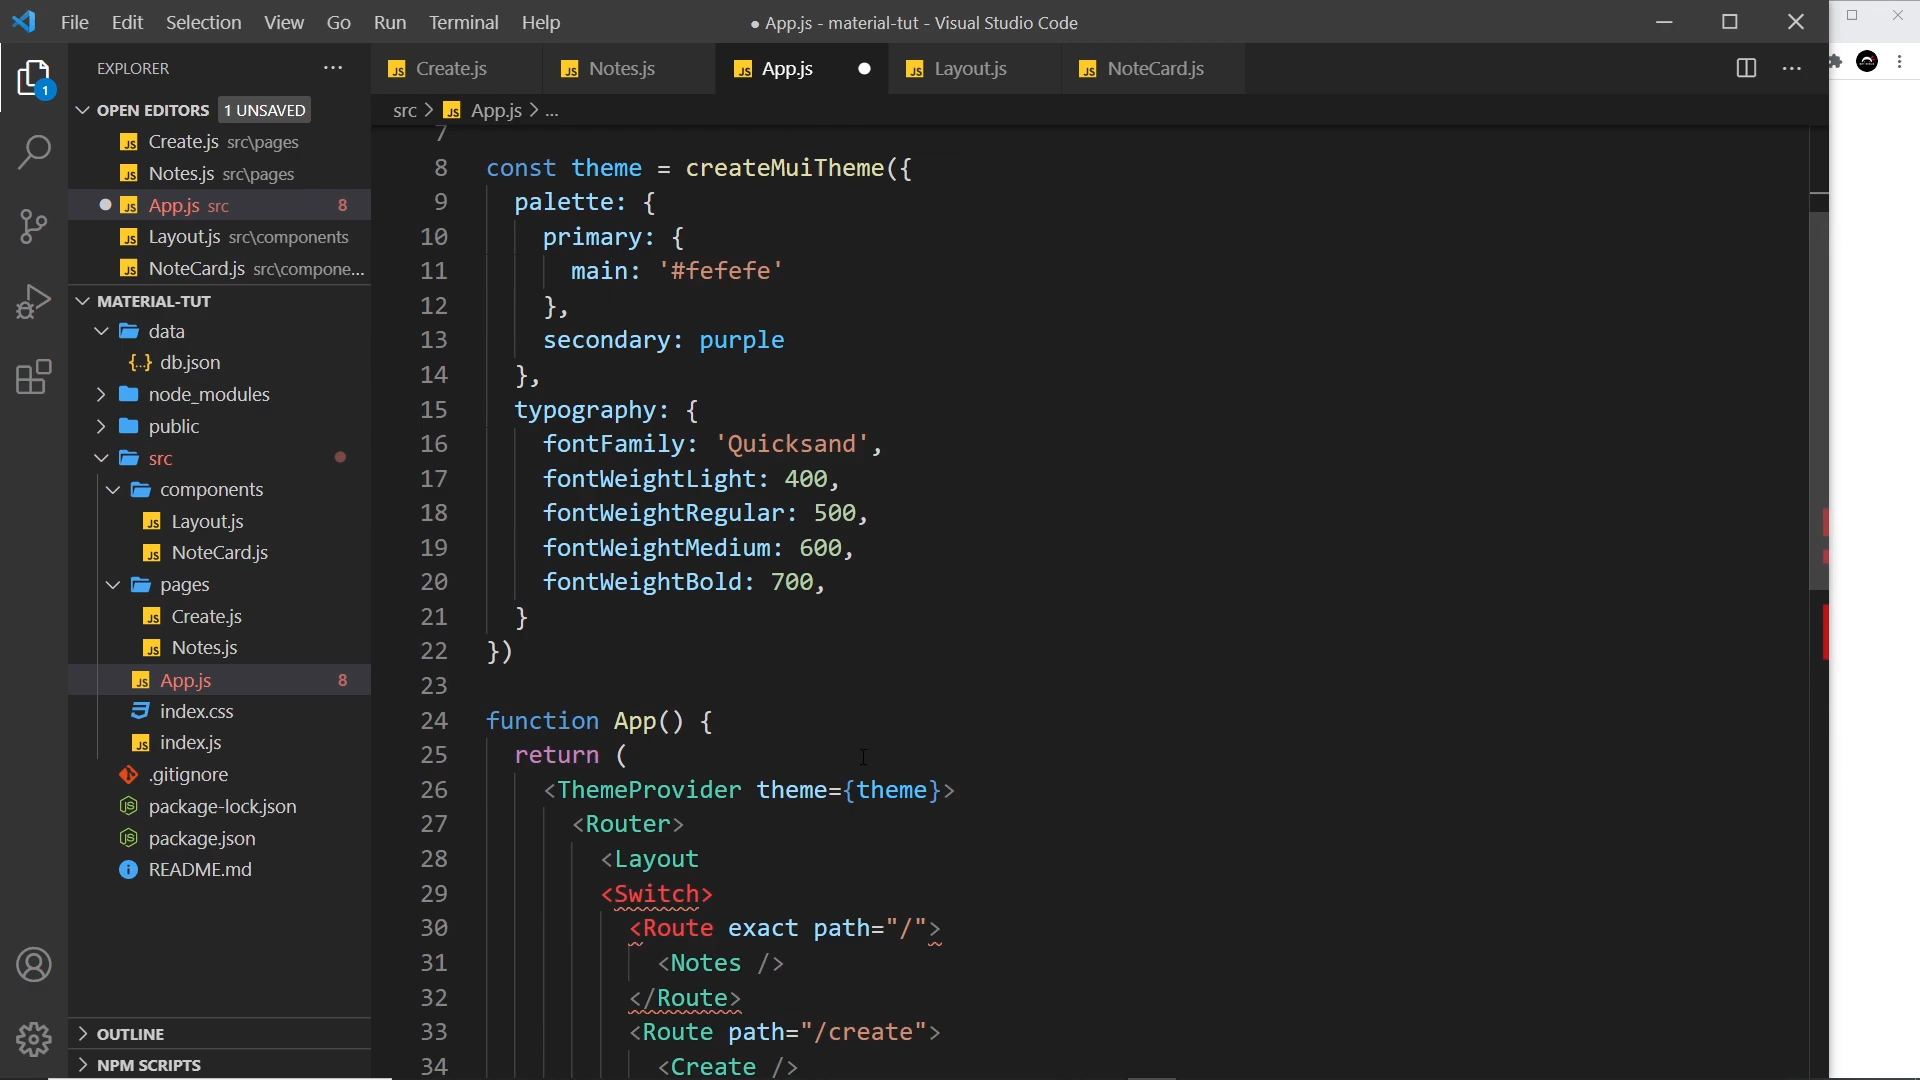 File Edit Selection View Go Run Terminal Help
● App.js - material-tut - Visual Studio Code
EXPLORER
OPEN EDITORS 1 UNSAVED
Create.js src\pages
Notes.js src\pages
App.js src 8
Layout.js src\components
NoteCard.js src\compone...
MATERIAL-TUT
data
db.json
node_modules
public
src
components
Layout.js
NoteCard.js
pages
Create.js
Notes.js
App.js 8
index.css
index.js
.gitignore
package-lock.json
package.json
README.md
OUTLINE
NPM SCRIPTS
1
Create.js Notes.js App.js Layout.js NoteCard.js
src > App.js > ...
7
8 const theme = createMuiTheme({
9 palette: {
10 primary: {
11 main: '#fefefe'
12 },
13 secondary: purple
14 },
15 typography: {
16 fontFamily: 'Quicksand',
17 fontWeightLight: 400,
18 fontWeightRegular: 500,
19 fontWeightMedium: 600,
20 fontWeightBold: 700,
21 }
22 })
23
24 function App() {
25 return (
26 <ThemeProvider theme={theme}>
27 <Router>
28 <Layout
29 <Switch>
30 <Route exact path="/">
31 <Notes />
32 </Route>
33 <Route path="/create">
34 <Create />